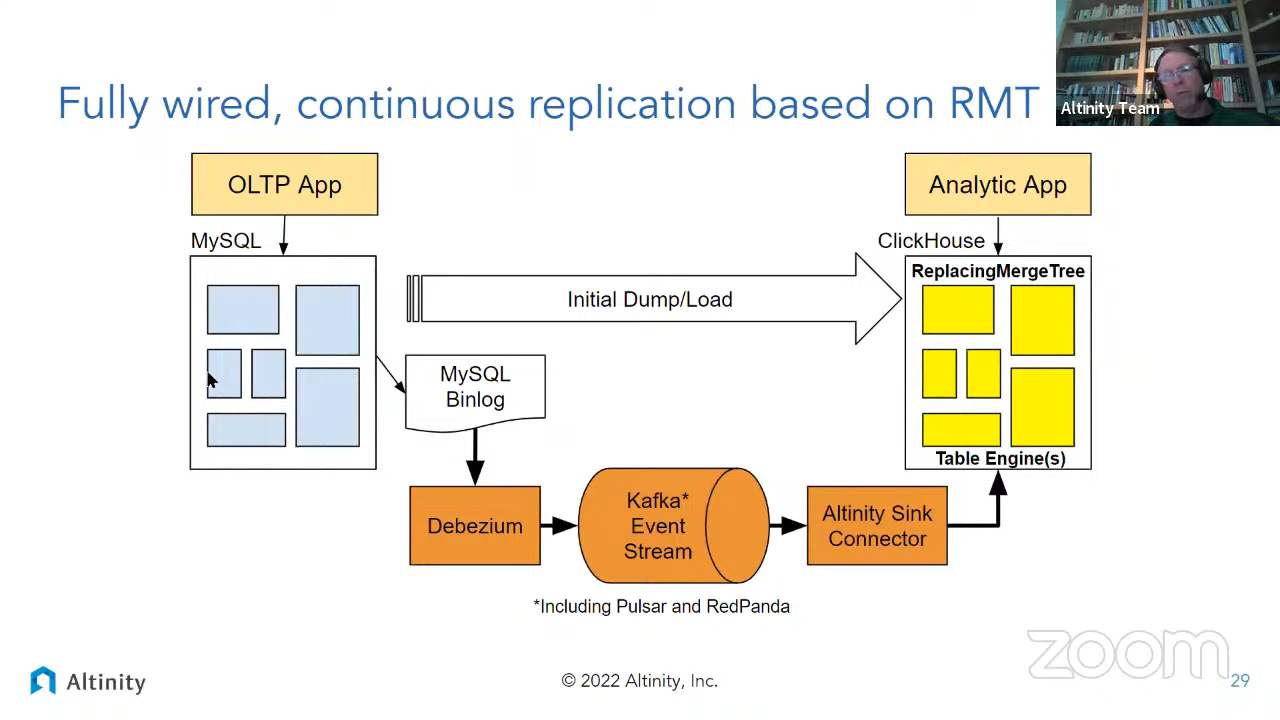 Fully wired, continuous replication based on RMT
Altinity Team
OLTP App
Analytic App
MySQL
ClickHouse
ReplacingMergeTree
Initial Dump/Load
MySQL
Binlog
Table Engine(s)
Debezium
Kafka*
Event
Stream
Altinity Sink
Connector
*Including Pulsar and RedPanda
zoom
Altinity
© 2022 Altinity, Inc.
29